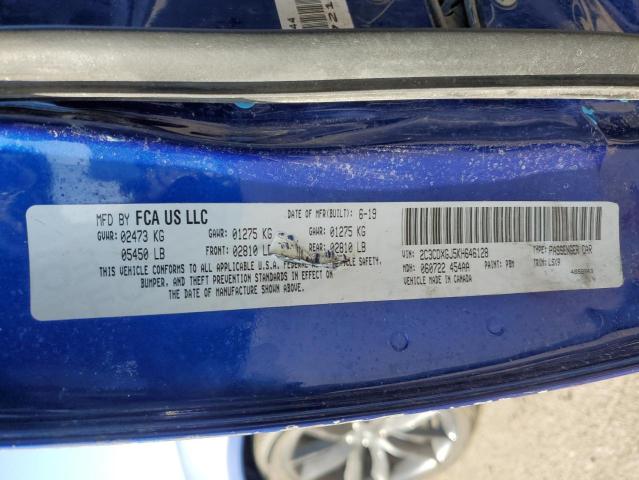 MFD BY FCA US LLC DATE OF MFR(BUILT): 6-19
GVWR: 02473 KG GAWR: 01275 KG GAWR: 01275 KG
05450 LB FRONT: 02810 LB REAR: 02810 LB
THIS VEHICLE CONFORMS TO ALL APPLICABLE U.S. SAFETY,
BUMPER, AND THEFT PREVENTION STANDARDS IN EFFECT ON
THE DATE OF MANUFACTURE SHOWN ABOVE.
VIN: 2C3CDXGJ5KH646128 TYPE: PASSENGER CAR
MDH: 060722 454AA PAINT: PBM TRIM: LSX9
VEHICLE MADE IN CANADA